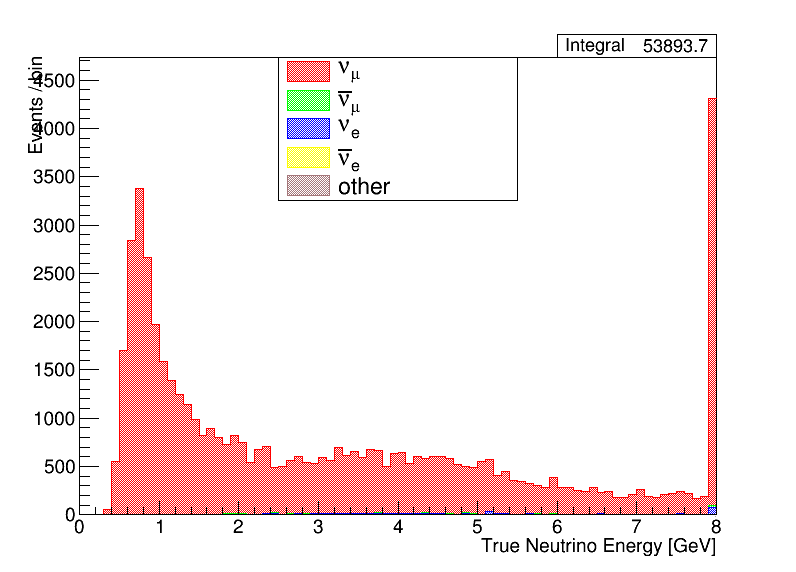 Integral 53893.7
Events / bin
ν_μ
ν̅_μ
ν_e
ν̅_e
other
4500
4000
3500
3000
2500
2000
1500
1000
500
0
0 1 2 3 4 5 6 7 8
True Neutrino Energy [GeV]